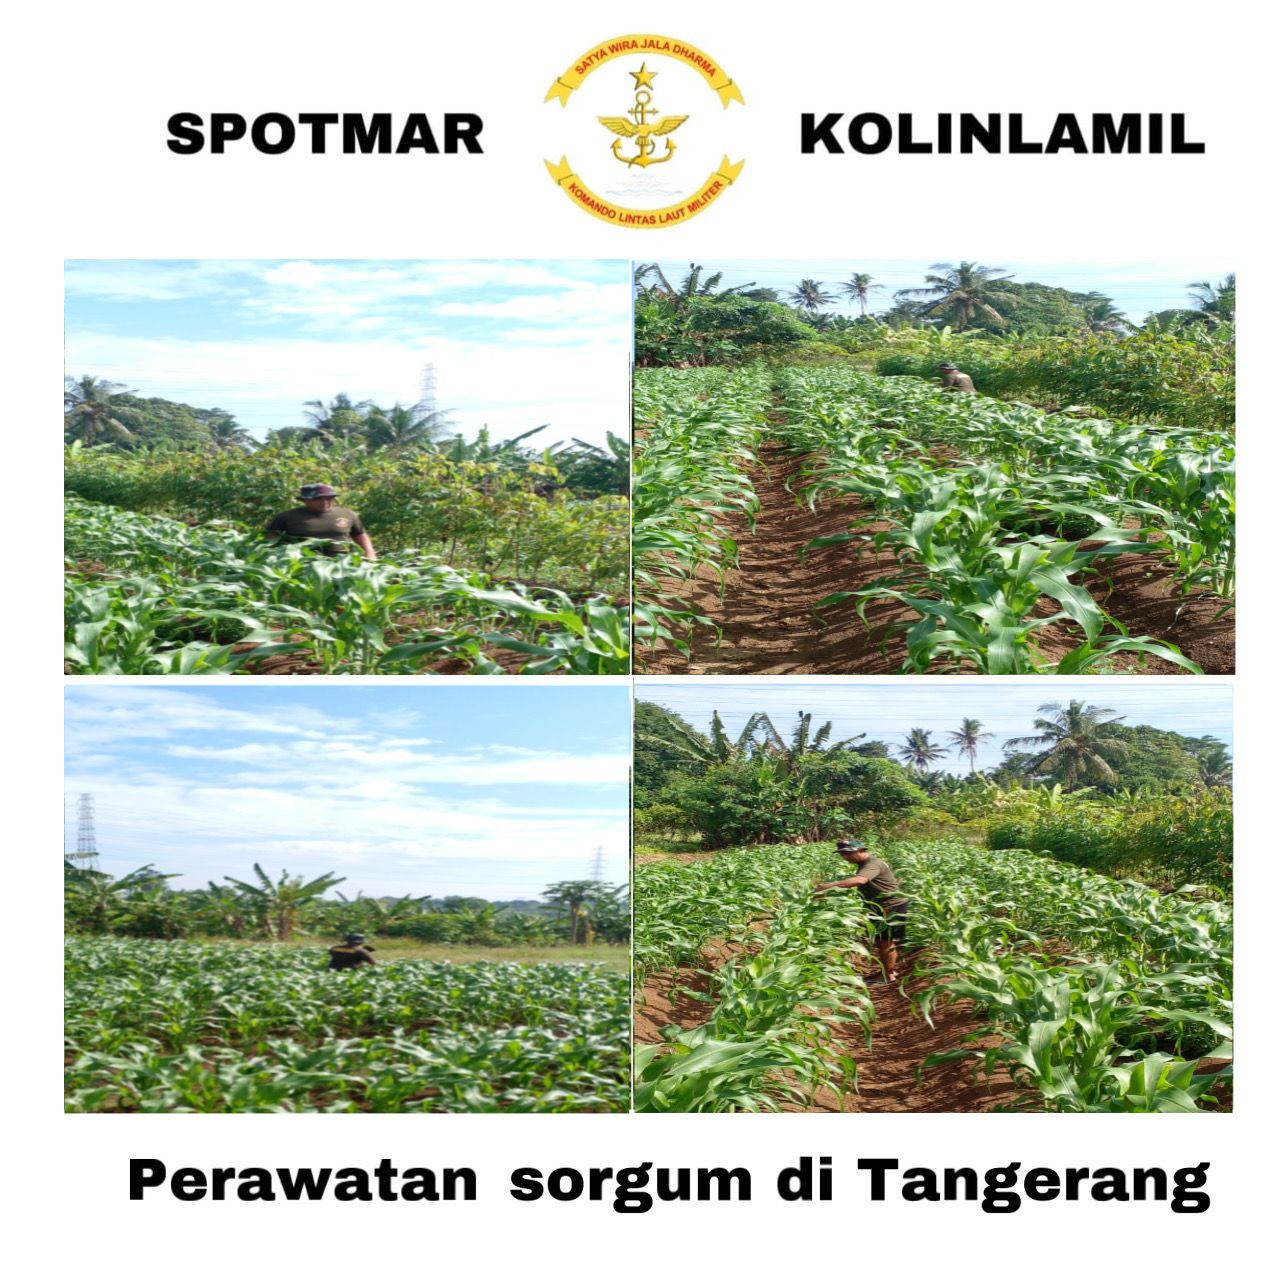 SPOTMAR
SATYA WIRA JALA DHARMA
KOMANDO LINTAS LAUT MILITER
KOLINLAMIL
Perawatan sorgum di Tangerang